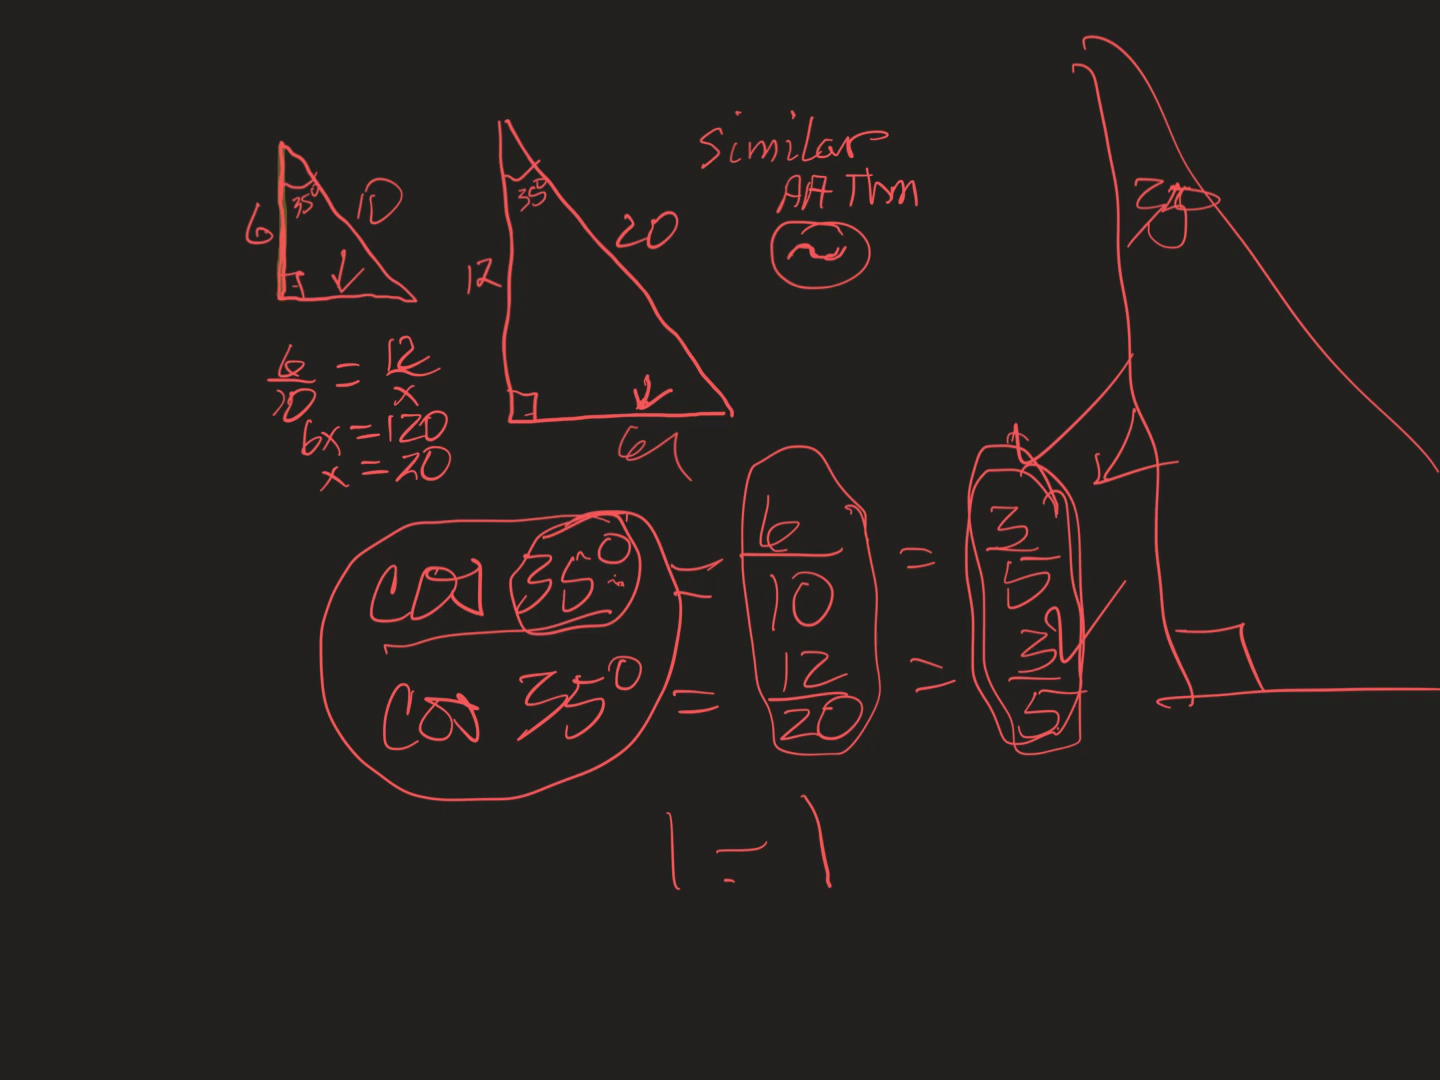 Similar
AA Thm
~
6
35°
10
12
35°
20
6/10 = 12/x
6x = 120
x = 20
cos 35° = 6/10 = 3/5
cos 35° = 12/20 = 3/5
1 = 1